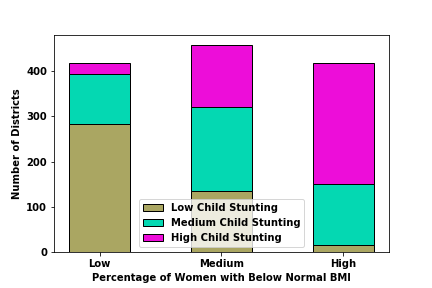 400
300
200
100
0
Number of Districts
Low Child Stunting
Medium Child Stunting
High Child Stunting
Low Medium High
Percentage of Women with Below Normal BMI